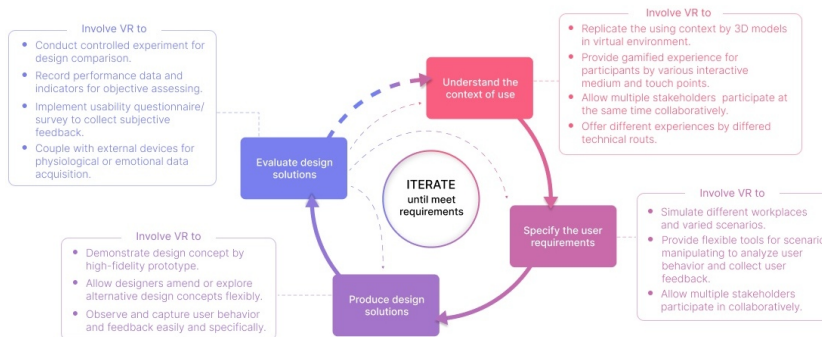 Involve VR to
Conduct controlled experiment for
design comparison.
Record performance data and
indicators for objective assessing.
Implement usability questionnaire/
survey to collect subjective
feedback.
Couple with external devices for
physiological or emotional data
acquisition.
Involve VR to
Replicate the using context by 3D models
in virtual environment.
Provide gamified experience for
participants by various interactive
medium and touch points.
Allow multiple stakeholders participate at
the same time collaboratively.
Offer different experiences by differed
technical routs.
Understand the
context of use
Evaluate design
solutions
ITERATE
until meet
requirements
Specify the user
requirements
Produce design
solutions
Involve VR to
Demonstrate design concept by
high-fidelity prototype.
Allow designers amend or explore
alternative design concepts flexibly.
Observe and capture user behavior
and feedback easily and specifically.
Involve VR to
Simulate different workplaces
and varied scenarios.
Provide flexible tools for scenario
manipulating to analyze user
behavior and collect user
feedback.
Allow multiple stakeholders
participate in collaboratively.